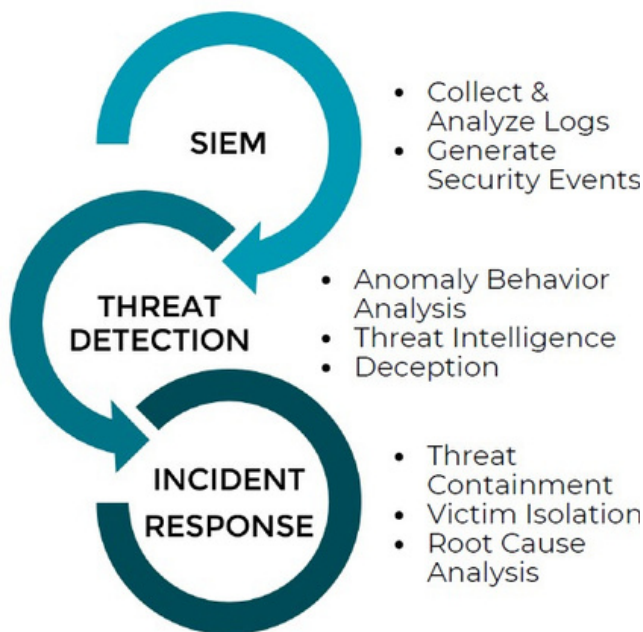 SIEM
• Collect &
Analyze Logs
• Generate
Security Events
THREAT
DETECTION
• Anomaly Behavior
Analysis
• Threat Intelligence
• Deception
INCIDENT
RESPONSE
• Threat
Containment
• Victim Isolation
• Root Cause
Analysis